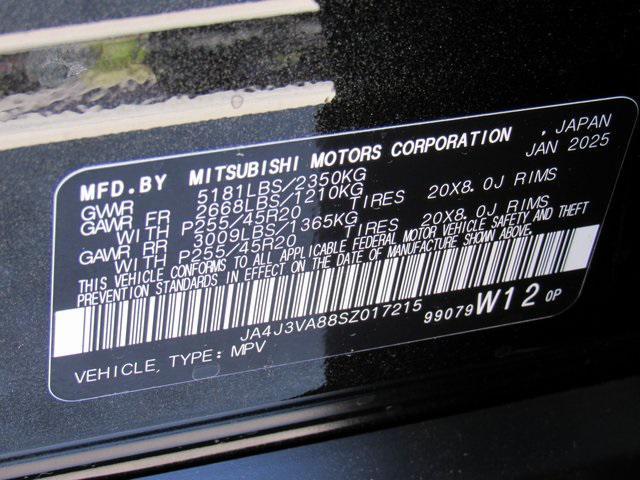 MFD.BY MITSUBISHI MOTORS CORPORATION . JAPAN
JAN 2025
GVWR 5181LBS/2350KG
GAWR FR 2668LBS/1210KG
WITH P255/45R20 TIRES 20X8.0J RIMS
GAWR RR 3009LBS/1365KG
WITH P255/45R20 TIRES 20X8.0J RIMS
THIS VEHICLE CONFORMS TO ALL APPLICABLE FEDERAL MOTOR VEHICLE SAFETY AND THEFT
PREVENTION STANDARDS IN EFFECT ON THE DATE OF MANUFACTURE SHOWN ABOVE.
JA4J3VA88SZ017215
99079 W12 0P
VEHICLE, TYPE: MPV